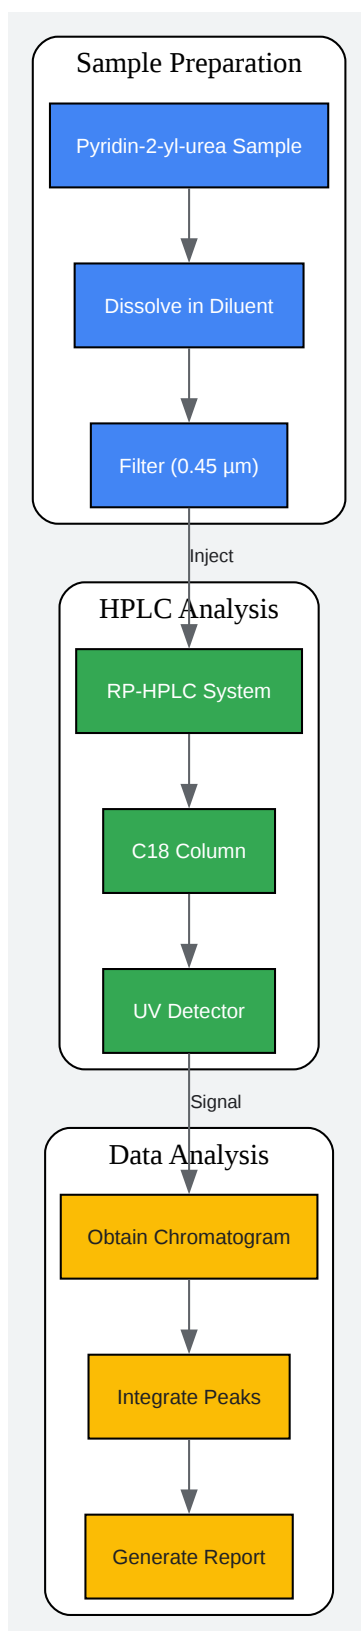 Sample Preparation
Pyridin-2-yl-urea Sample
Dissolve in Diluent
Filter (0.45 µm)
Inject
HPLC Analysis
RP-HPLC System
C18 Column
UV Detector
Signal
Data Analysis
Obtain Chromatogram
Integrate Peaks
Generate Report